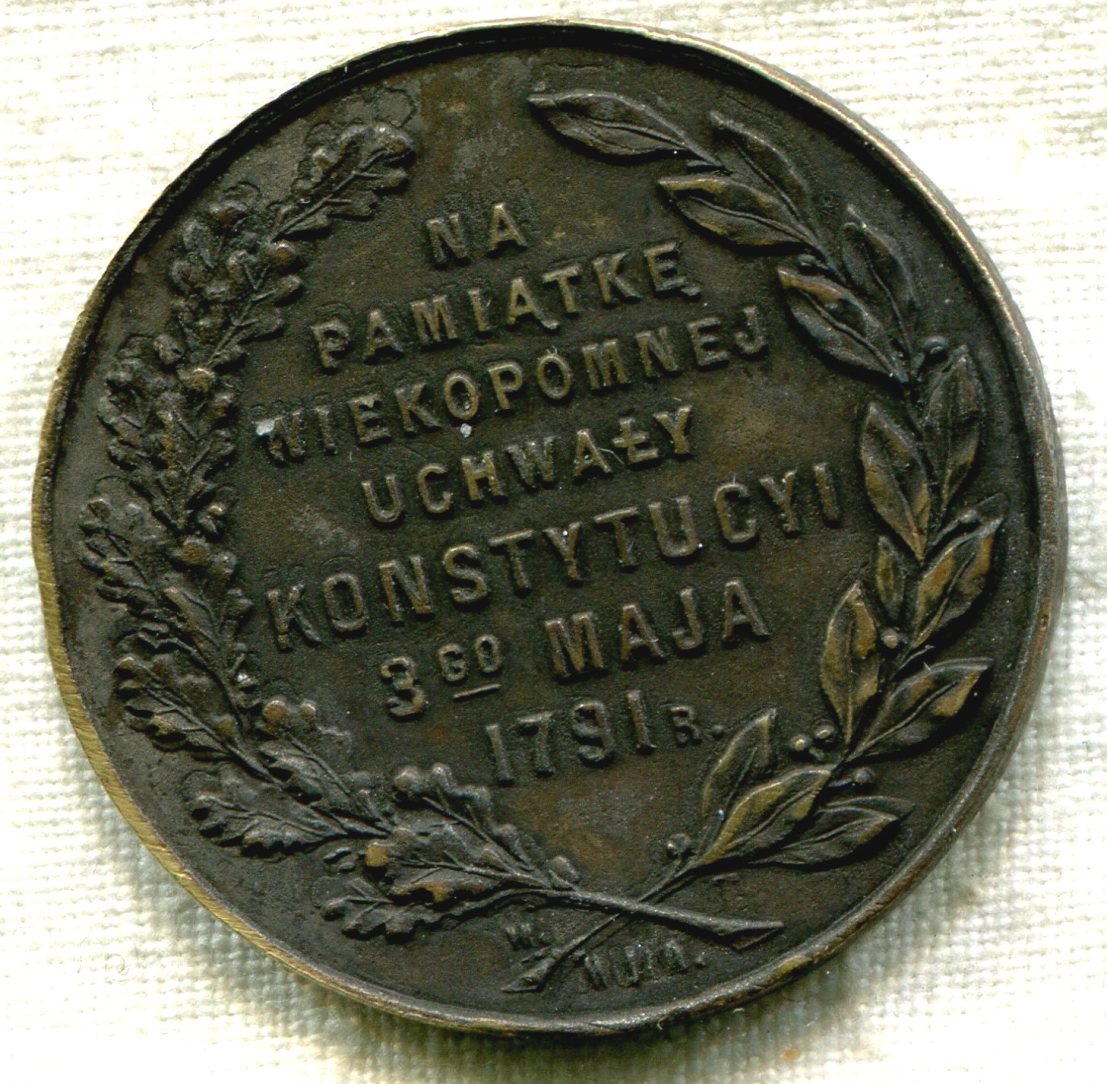 NA
PAMIĄTKĘ
WIEKOPOMNEJ
UCHWAŁY
KONSTYTUCYI
3GO MAJA
1791 R.